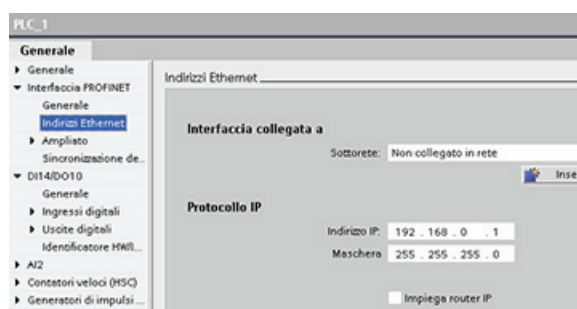 PLC_1
Generale
Generale
Interfaccia PROFINET
Generale
Indirizzi Ethernet
Ampliato
Sincronizzazione de...
DI14/DO10
Generale
Ingressi digitali
Uscite digitali
Identificatore HW...
AI2
Contatori veloci (HSC)
Generatori di impulsi ...
Indirizzi Ethernet
Interfaccia collegata a
Sottorete: Non collegato in rete
Inse
Protocollo IP
Indirizzo IP: 192 . 168 . 0 . 1
Maschera 255 . 255 . 255 . 0
Impiega router IP